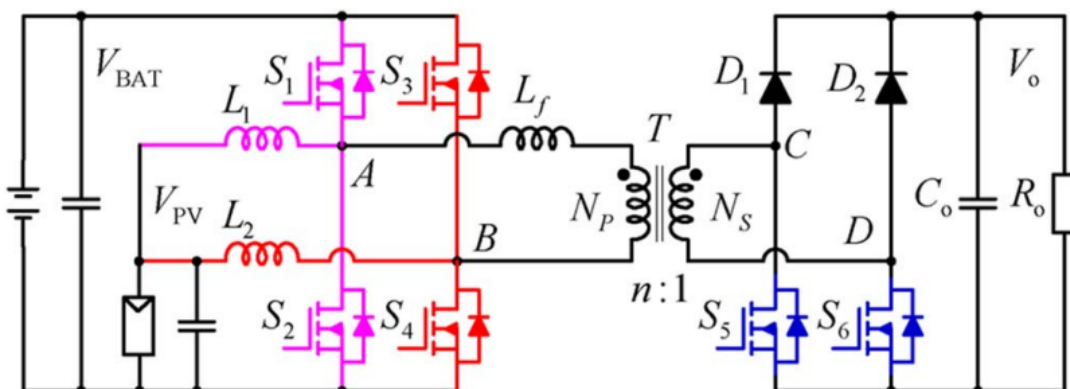 V_BAT S_1 S_3 D_1 D_2 V_o
L_1 L_f T C
A
V_PV L_2 N_P N_S C_o R_o
B D
n:1
S_2 S_4 S_5 S_6